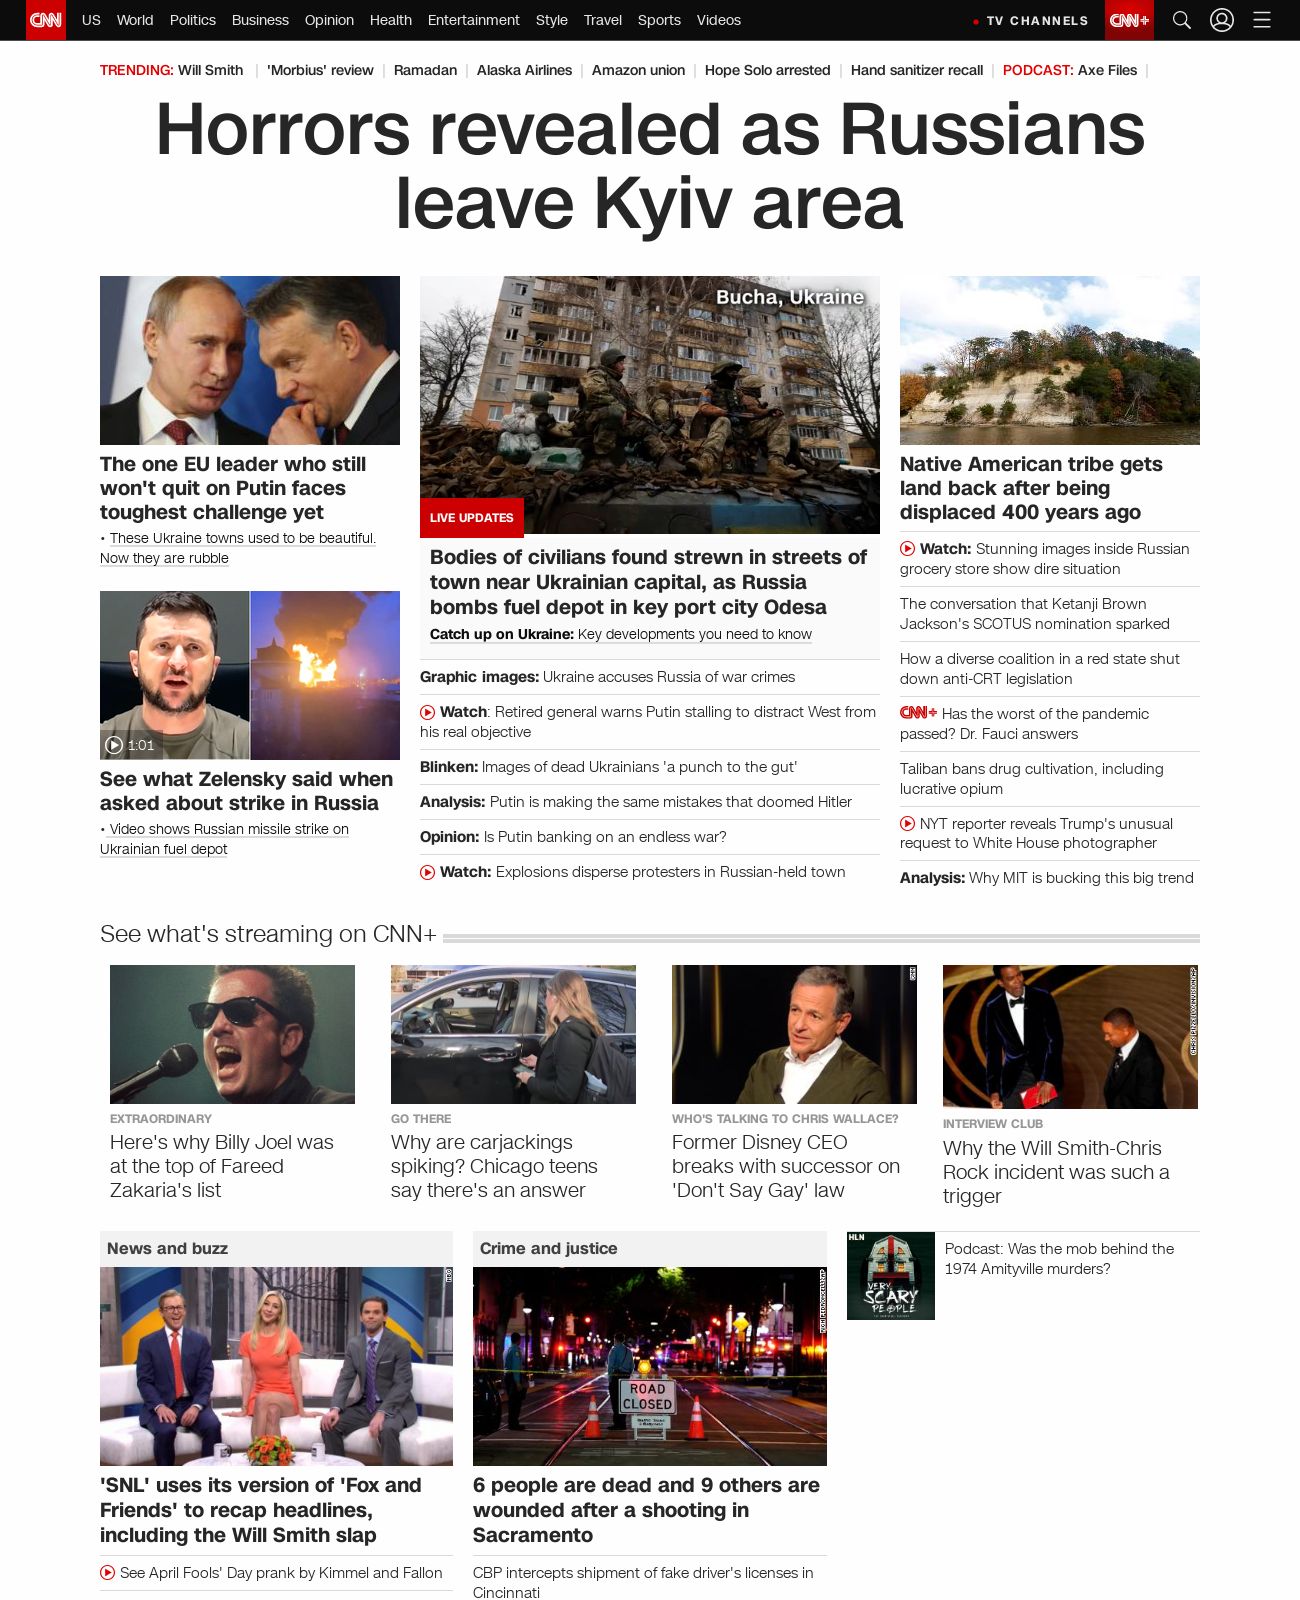 CNN US World Politics Business Opinion Health Entertainment Style Travel Sports Videos TV CHANNELS CNN+
TRENDING: Will Smith 'Morbius' review Ramadan Alaska Airlines Amazon union Hope Solo arrested Hand sanitizer recall PODCAST: Axe Files
Horrors revealed as Russians
leave Kyiv area
The one EU leader who still
won't quit on Putin faces
toughest challenge yet
• These Ukraine towns used to be beautiful.
Now they are rubble
1:01
See what Zelensky said when
asked about strike in Russia
• Video shows Russian missile strike on
Ukrainian fuel depot
Bucha, Ukraine
LIVE UPDATES
Bodies of civilians found strewn in streets of
town near Ukrainian capital, as Russia
bombs fuel depot in key port city Odesa
Catch up on Ukraine: Key developments you need to know
Graphic images: Ukraine accuses Russia of war crimes
Watch: Retired general warns Putin stalling to distract West from
his real objective
Blinken: Images of dead Ukrainians 'a punch to the gut'
Analysis: Putin is making the same mistakes that doomed Hitler
Opinion: Is Putin banking on an endless war?
Watch: Explosions disperse protesters in Russian-held town
Native American tribe gets
land back after being
displaced 400 years ago
Watch: Stunning images inside Russian
grocery store show dire situation
The conversation that Ketanji Brown
Jackson's SCOTUS nomination sparked
How a diverse coalition in a red state shut
down anti-CRT legislation
CNN+ Has the worst of the pandemic
passed? Dr. Fauci answers
Taliban bans drug cultivation, including
lucrative opium
NYT reporter reveals Trump's unusual
request to White House photographer
Analysis: Why MIT is bucking this big trend
See what's streaming on CNN+
EXTRAORDINARY
Here's why Billy Joel was
at the top of Fareed
Zakaria's list
GO THERE
Why are carjackings
spiking? Chicago teens
say there's an answer
CNN
WHO'S TALKING TO CHRIS WALLACE?
Former Disney CEO
breaks with successor on
'Don't Say Gay' law
INTERVIEW CLUB
Why the Will Smith-Chris
Rock incident was such a
trigger
News and buzz
'SNL' uses its version of 'Fox and
Friends' to recap headlines,
including the Will Smith slap
See April Fools' Day prank by Kimmel and Fallon
Crime and justice
ROAD
CLOSED
6 people are dead and 9 others are
wounded after a shooting in
Sacramento
CBP intercepts shipment of fake driver's licenses in
Cincinnati
HLN
VERY
SCARY
PEOPLE
Podcast: Was the mob behind the
1974 Amityville murders?